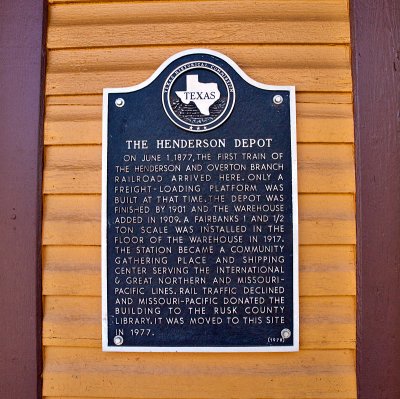 TEXAS HISTORICAL COMMISSION
TEXAS
THE HENDERSON DEPOT
ON JUNE 1, 1877, THE FIRST TRAIN OF
THE HENDERSON AND OVERTON BRANCH
RAILROAD ARRIVED HERE. ONLY A
FREIGHT-LOADING PLATFORM WAS
BUILT AT THAT TIME. THE DEPOT WAS
FINISHED BY 1901 AND THE WAREHOUSE
ADDED IN 1909. A FAIRBANKS 1 AND 1/2
TON SCALE WAS INSTALLED IN THE
FLOOR OF THE WAREHOUSE IN 1917.
THE STATION BECAME A COMMUNITY
GATHERING PLACE AND SHIPPING
CENTER SERVING THE INTERNATIONAL
& GREAT NORTHERN AND MISSOURI-
PACIFIC LINES. RAIL TRAFFIC DECLINED
AND MISSOURI-PACIFIC DONATED THE
BUILDING TO THE RUSK COUNTY
LIBRARY. IT WAS MOVED TO THIS SITE
IN 1977.
(1979)